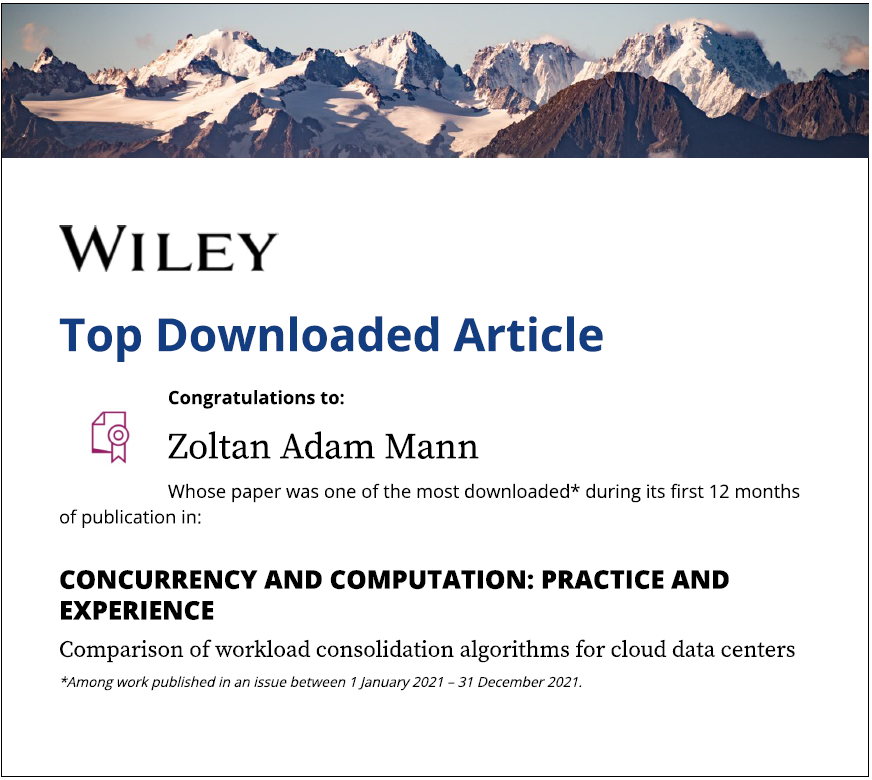 WILEY
Top Downloaded Article
Congratulations to:
Zoltan Adam Mann
Whose paper was one of the most downloaded* during its first 12 months
of publication in:
CONCURRENCY AND COMPUTATION: PRACTICE AND
EXPERIENCE
Comparison of workload consolidation algorithms for cloud data centers
*Among work published in an issue between 1 January 2021 – 31 December 2021.